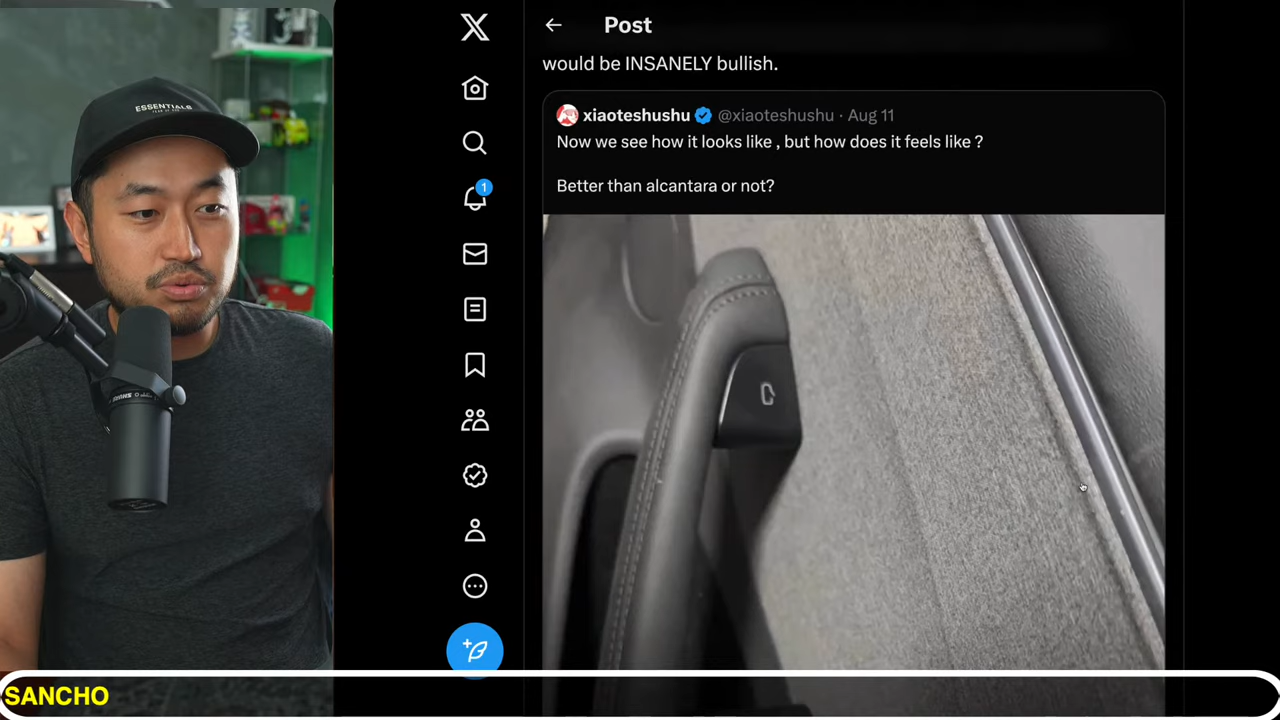 Post
would be INSANELY bullish.
xiaoteshushu @xiaoteshushu · Aug 11
Now we see how it looks like , but how does it feels like ?
Better than alcantara or not?
1
ESSENTIALS
SANCHO